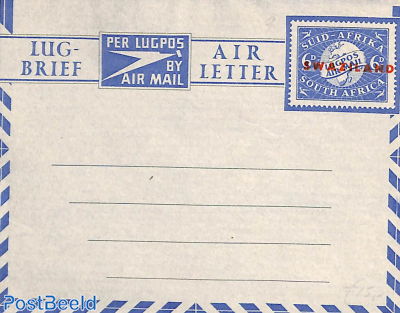 LUG-
BRIEF
PER LUGPOS
BY
AIR MAIL
AIR
LETTER
SUID-AFRIKA
6D 6D
LUGPOS
AIR MAIL
SWAZILAND
SOUTH AFRICA
PostBeeld